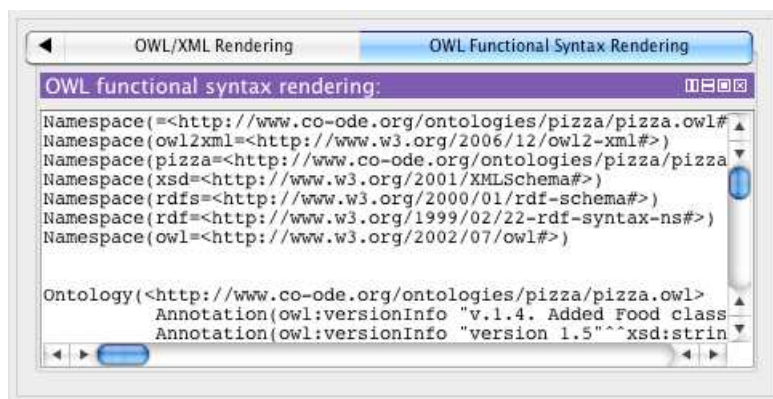 OWL/XML Rendering
OWL Functional Syntax Rendering
OWL functional syntax rendering:
Namespace(=<http://www.co-ode.org/ontologies/pizza/pizza.owl#
Namespace(owl2xml=<http://www.w3.org/2006/12/owl2-xml#>)
Namespace(pizza=<http://www.co-ode.org/ontologies/pizza/pizza
Namespace(xsd=<http://www.w3.org/2001/XMLSchema#>)
Namespace(rdfs=<http://www.w3.org/2000/01/rdf-schema#>)
Namespace(rdf=<http://www.w3.org/1999/02/22-rdf-syntax-ns#>)
Namespace(owl=<http://www.w3.org/2002/07/owl#>)
Ontology(<http://www.co-ode.org/ontologies/pizza/pizza.owl>
Annotation(owl:versionInfo "v.1.4. Added Food class
Annotation(owl:versionInfo "version 1.5"^^xsd:strin